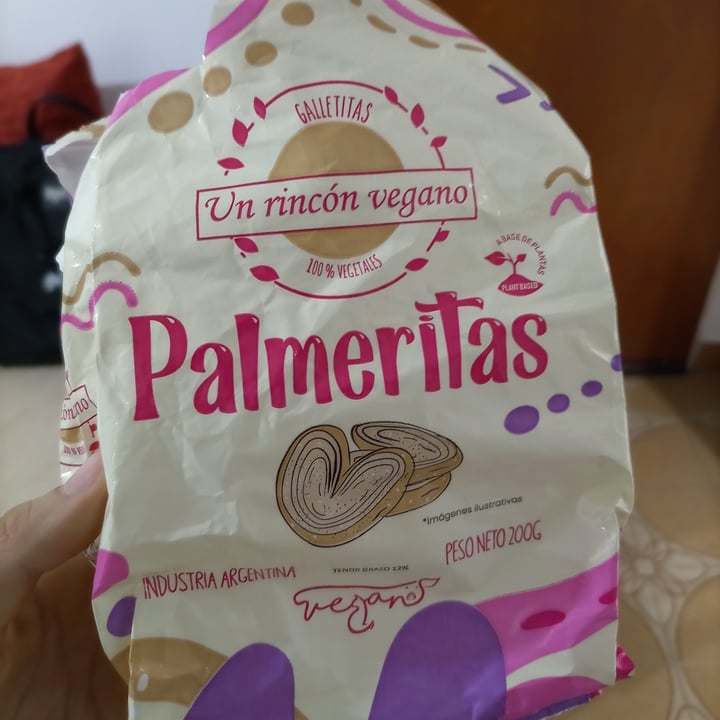 GALLETITAS
Un rincón vegano
100% VEGETALES
A BASE DE PLANTAS
PLANT BASED
Palmeritas
*imágenes ilustrativas
PESO NETO 200G
TENOR GRASO 12%
INDUSTRIA ARGENTINA
vegano